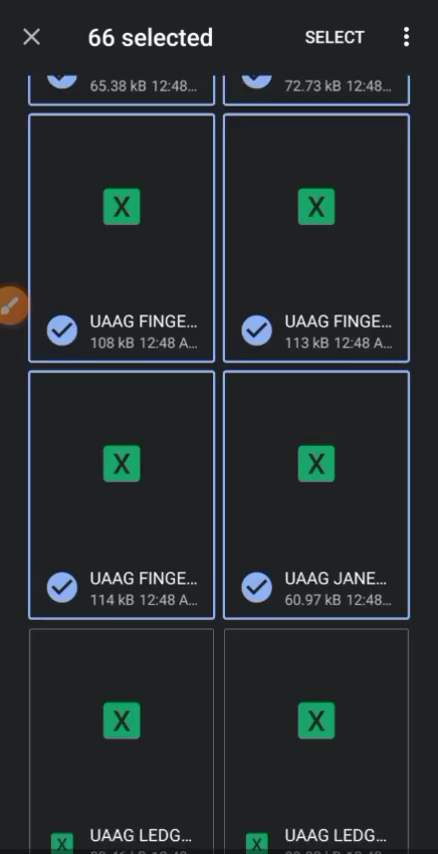 66 selected
SELECT
65.38 kB 12:48...
72.73 kB 12:48...
X
X
UAAG FINGE...
108 kB 12:48 A...
UAAG FINGE...
113 kB 12:48 A...
X
X
UAAG FINGE...
114 kB 12:48 A...
UAAG JANE...
60.97 kB 12:48...
X
X
X
UAAG LEDG...
X
UAAG LEDG...